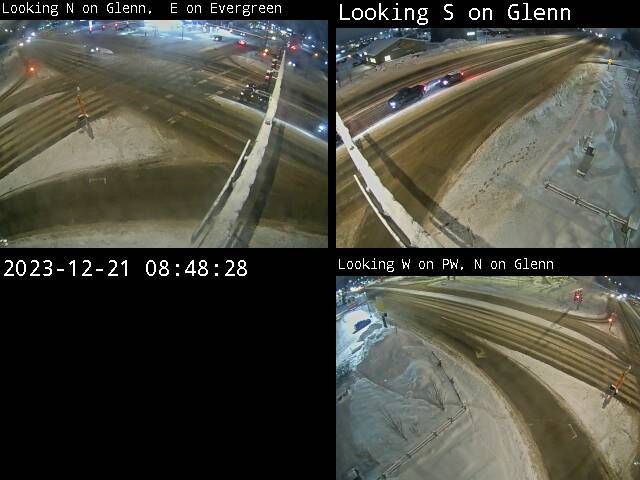 Looking N on Glenn, E on Evergreen
Looking S on Glenn
2023-12-21 08:48:28
Looking W on PW, N on Glenn